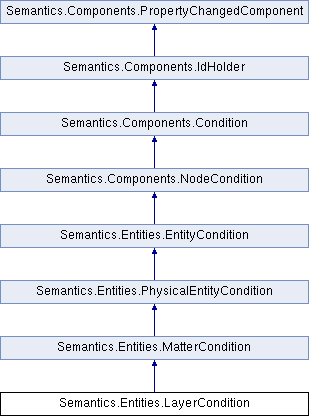 Semantics.Components.PropertyChangedComponent
Semantics.Components.IdHolder
Semantics.Components.Condition
Semantics.Components.NodeCondition
Semantics.Entities.EntityCondition
Semantics.Entities.PhysicalEntityCondition
Semantics.Entities.MatterCondition
Semantics.Entities.LayerCondition